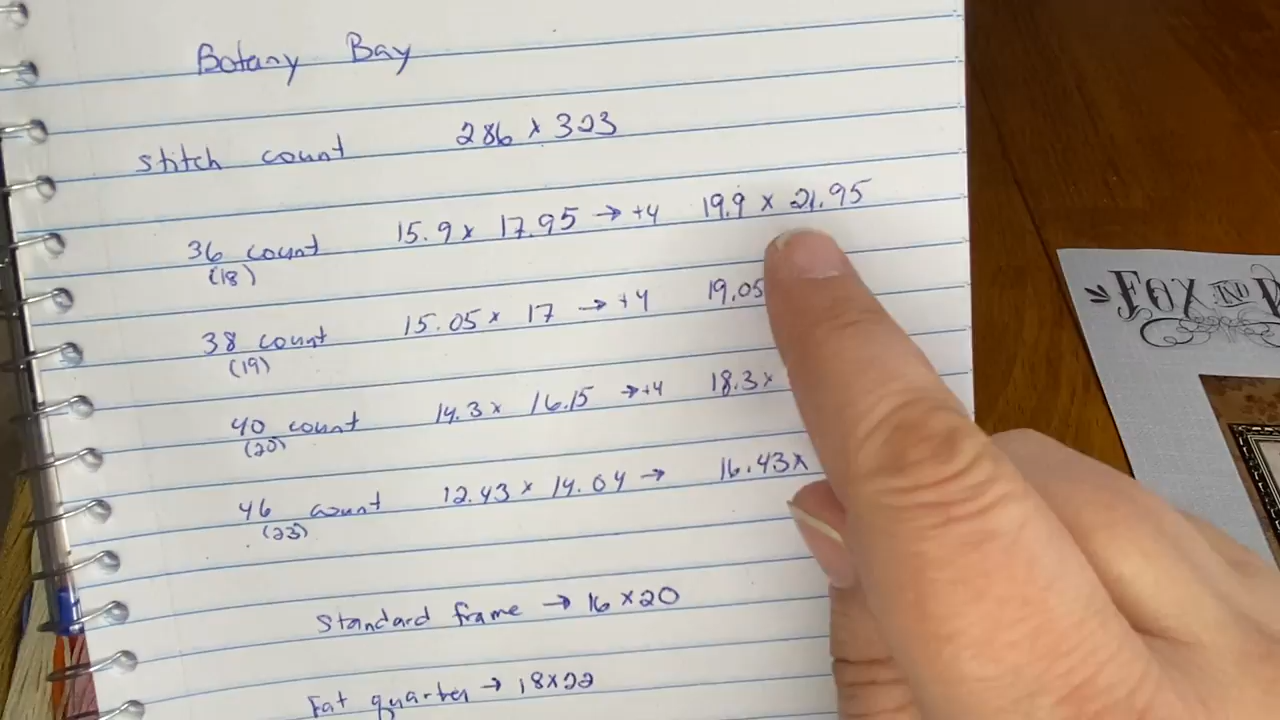 Botany Bay
stitch count 286 x 323
36 count 15.9 x 17.95 → +4 19.9 x 21.95
(18)
38 count 15.05 x 17 → +4 19.05
(19)
40 count 14.3 x 16.15 → +4 18.3 x
(20)
46 count 12.43 x 14.04 → 16.43 x
(23)
Standard frame → 16 x 20
Fat quarter → 18 x 22
FOX AND